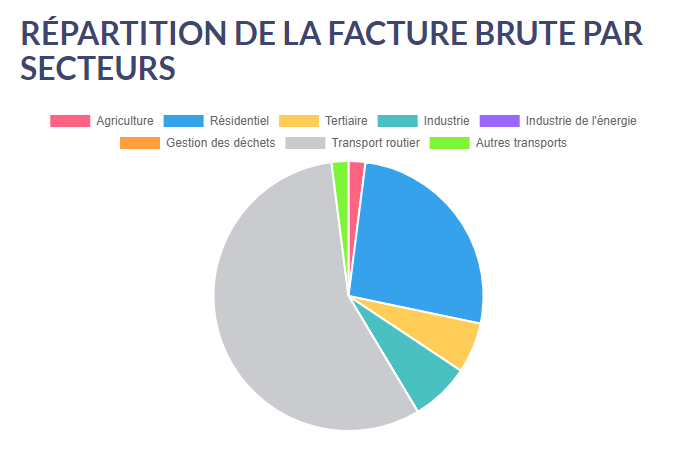 RÉPARTITION DE LA FACTURE BRUTE PAR
SECTEURS
Agriculture Résidentiel Tertiaire Industrie Industrie de l'énergie
Gestion des déchets Transport routier Autres transports